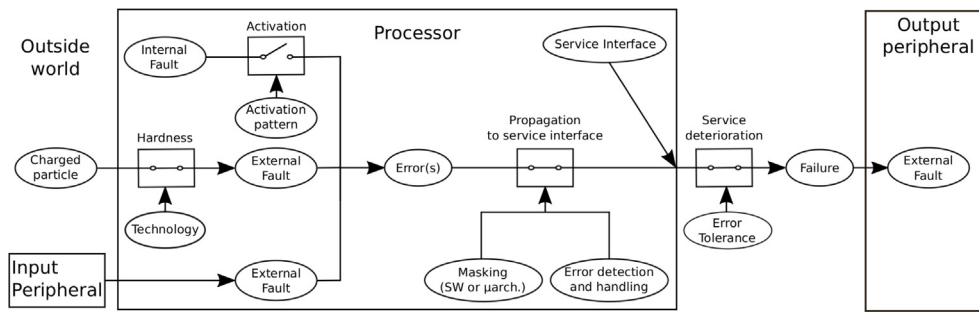 Outside
world
Processor
Output
peripheral
Activation
Internal
Fault
Activation
pattern
Service Interface
Hardness
Charged
particle
External
Fault
Technology
Error(s)
Propagation
to service interface
Service
deterioration
Failure
External
Fault
Error
Tolerance
Input
Peripheral
External
Fault
Masking
(SW or μarch.)
Error detection
and handling